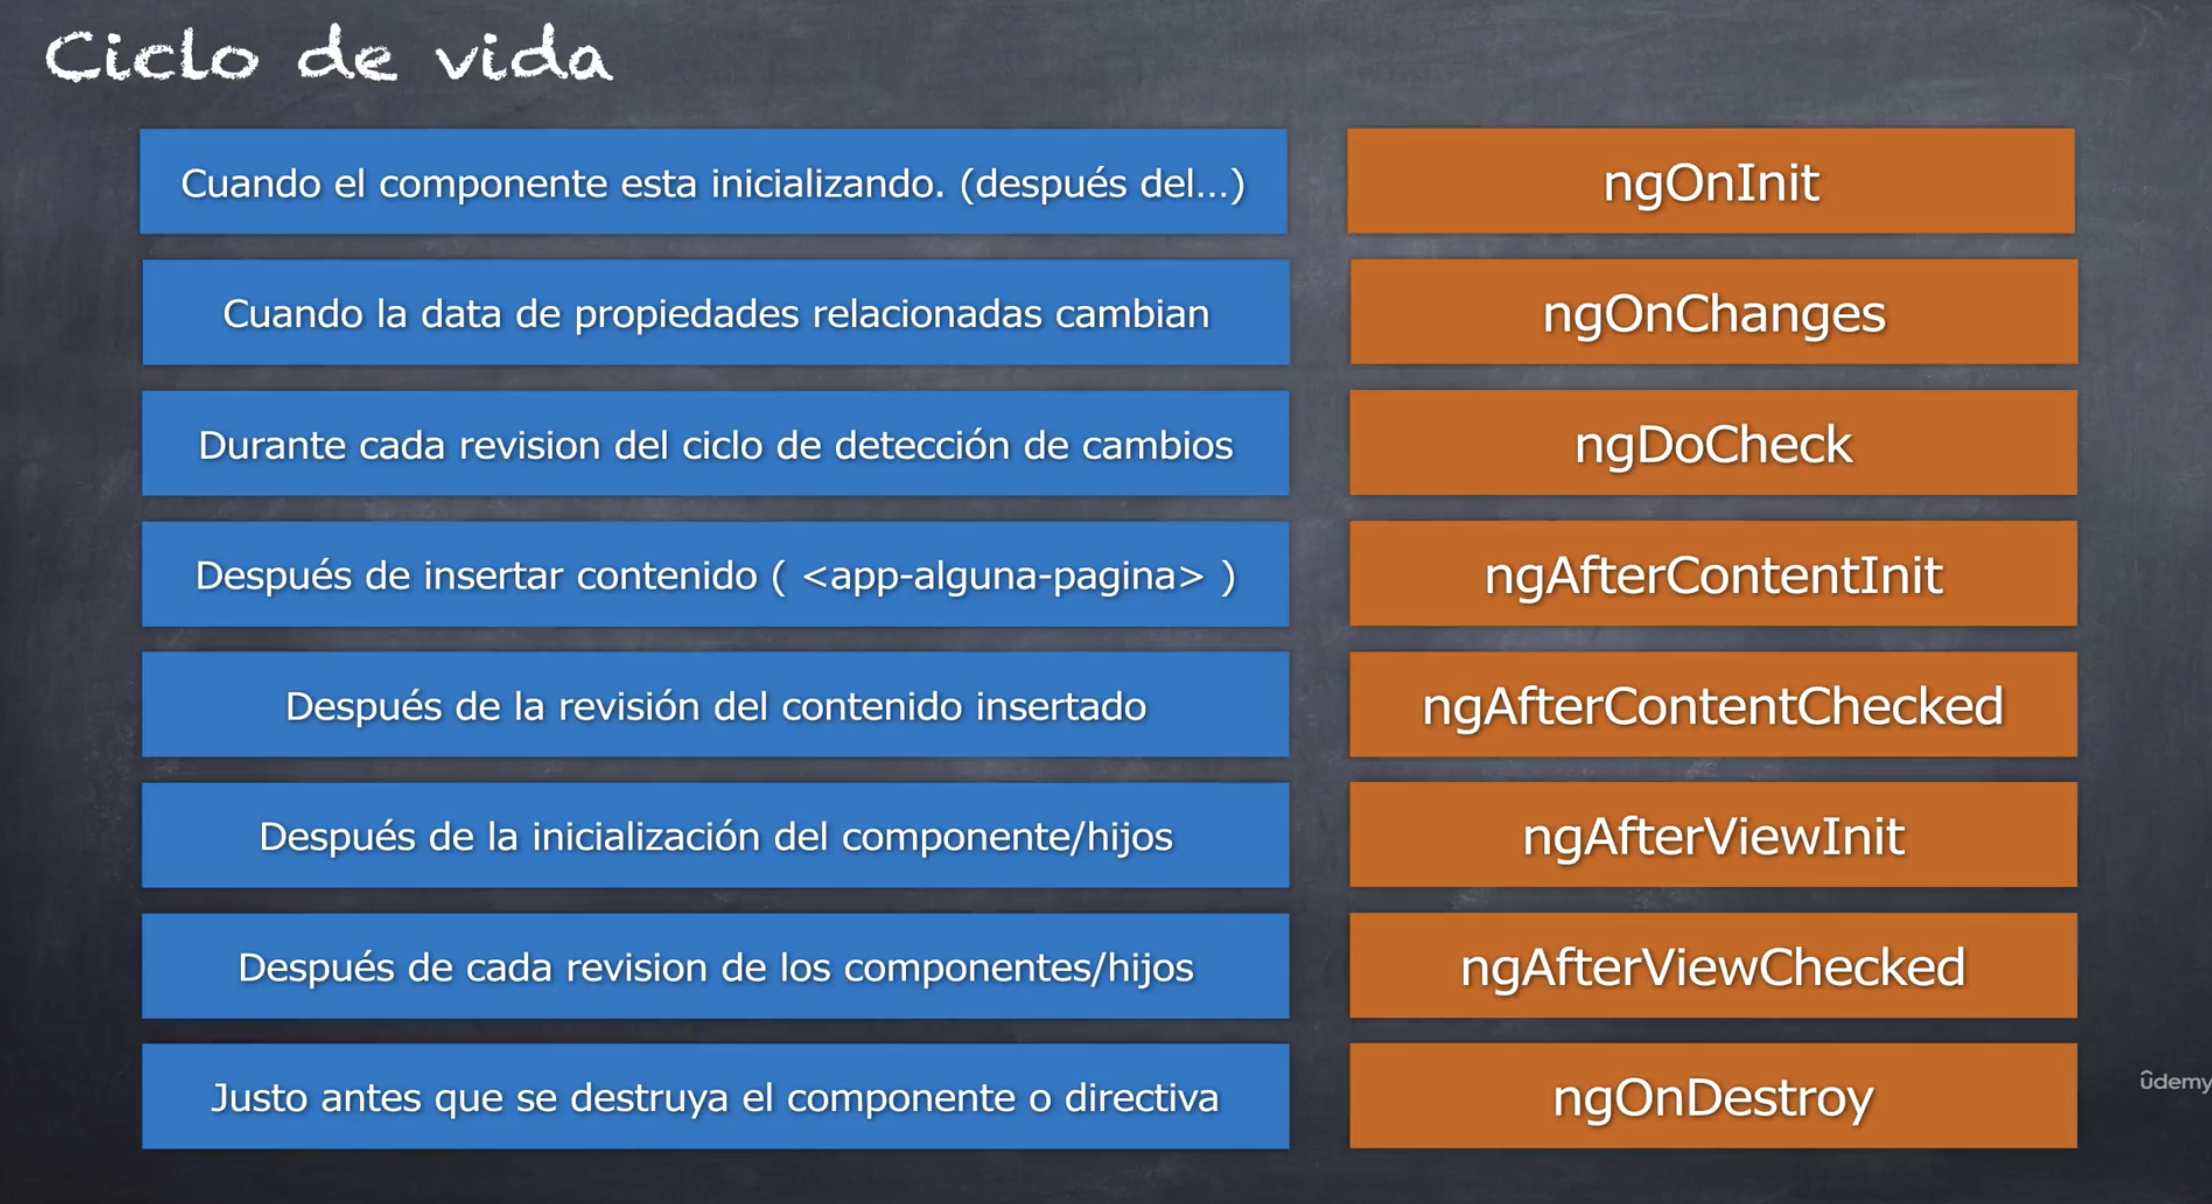 Ciclo de vida
Cuando el componente esta inicializando. (después del...)
ngOnInit
Cuando la data de propiedades relacionadas cambian
ngOnChanges
Durante cada revision del ciclo de detección de cambios
ngDoCheck
Después de insertar contenido ( <app-alguna-pagina> )
ngAfterContentInit
Después de la revisión del contenido insertado
ngAfterContentChecked
Después de la inicialización del componente/hijos
ngAfterViewInit
Después de cada revision de los componentes/hijos
ngAfterViewChecked
Justo antes que se destruya el componente o directiva
ngOnDestroy
ûdemy